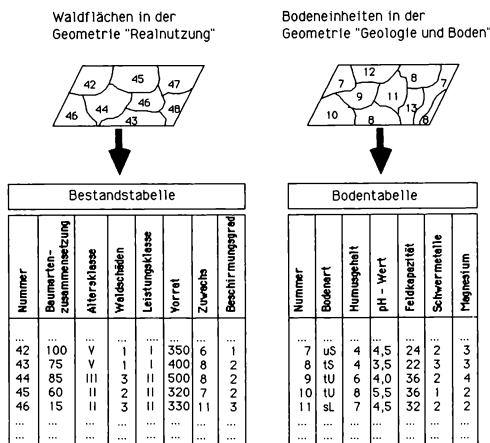 Waldflächen in der
Geometrie "Realnutzung"
42 45 47
46 44 46 48
43
Bestandstabelle
Nummer
Baumarten-
zusammensetzung
Altersklasse
Waldschäden
Leistungsklasse
Vorrat
Zuwachs
Beschirmungsgrad
... ... ... ... ... ... ... ...
42 100 V 1 I 350 6 1
43 75 V 1 I 400 8 2
44 85 III 3 II 500 8 2
45 60 II 2 II 320 7 2
46 15 II 3 II 330 11 3
... ... ... ... ... ... ... ...
... ... ... ... ... ... ... ...
Bodeneinheiten in der
Geometrie "Geologie und Boden"
7 12 8 7
9 11
10 8 13 8
Bodentabelle
Nummer
Bodenart
Humusgehalt
pH - Wert
Feldkapazität
Schwermetalle
Magnesium
... ... ... ... ... ... ...
7 uS 4 4,5 24 2 3
8 tS 4 3,5 22 3 3
9 tU 6 4,0 36 2 4
10 tU 8 5,5 36 1 2
11 sL 7 4,5 32 2 2
... ... ... ... ... ... ...
... ... ... ... ... ... ...